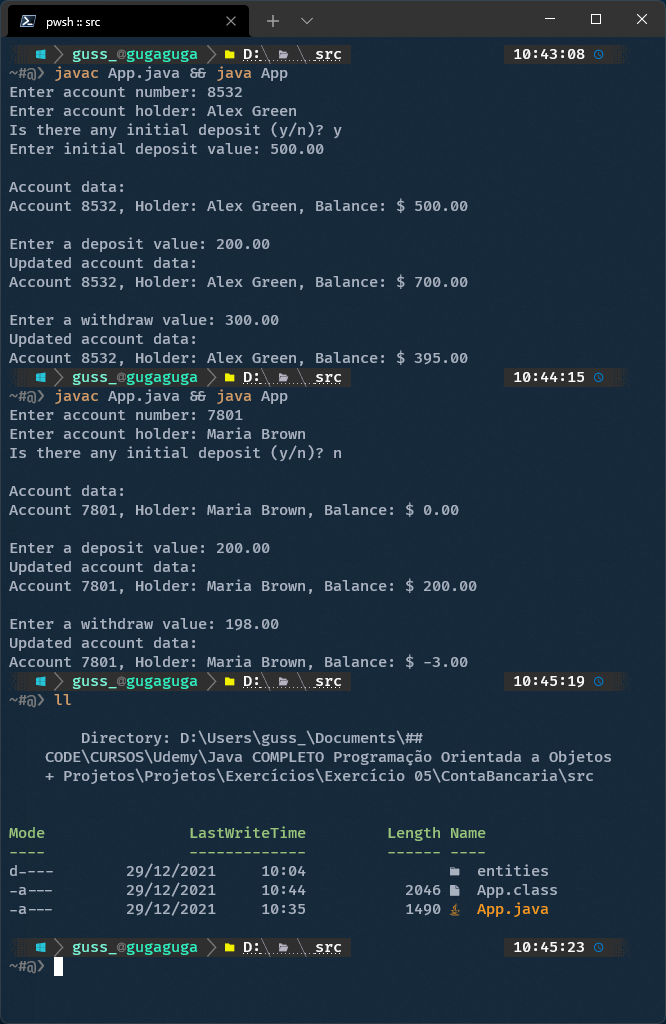 pwsh :: src
guss_@gugaguga D:\ \ src 10:43:08
~#@❯ javac App.java && java App
Enter account number: 8532
Enter account holder: Alex Green
Is there any initial deposit (y/n)? y
Enter initial deposit value: 500.00
Account data:
Account 8532, Holder: Alex Green, Balance: $ 500.00
Enter a deposit value: 200.00
Updated account data:
Account 8532, Holder: Alex Green, Balance: $ 700.00
Enter a withdraw value: 300.00
Updated account data:
Account 8532, Holder: Alex Green, Balance: $ 395.00
guss_@gugaguga D:\ \ src 10:44:15
~#@❯ javac App.java && java App
Enter account number: 7801
Enter account holder: Maria Brown
Is there any initial deposit (y/n)? n
Account data:
Account 7801, Holder: Maria Brown, Balance: $ 0.00
Enter a deposit value: 200.00
Updated account data:
Account 7801, Holder: Maria Brown, Balance: $ 200.00
Enter a withdraw value: 198.00
Updated account data:
Account 7801, Holder: Maria Brown, Balance: $ -3.00
guss_@gugaguga D:\ \ src 10:45:19
~#@❯ ll
Directory: D:\Users\guss_\Documents\##
CODE\CURSOS\Udemy\Java COMPLETO Programação Orientada a Objetos
+ Projetos\Projetos\Exercícios\Exercício 05\ContaBancaria\src
Mode LastWriteTime Length Name
---- ------------- ------ ----
d---- 29/12/2021 10:04 entities
-a--- 29/12/2021 10:44 2046 App.class
-a--- 29/12/2021 10:35 1490 App.java
guss_@gugaguga D:\ \ src 10:45:23
~#@❯